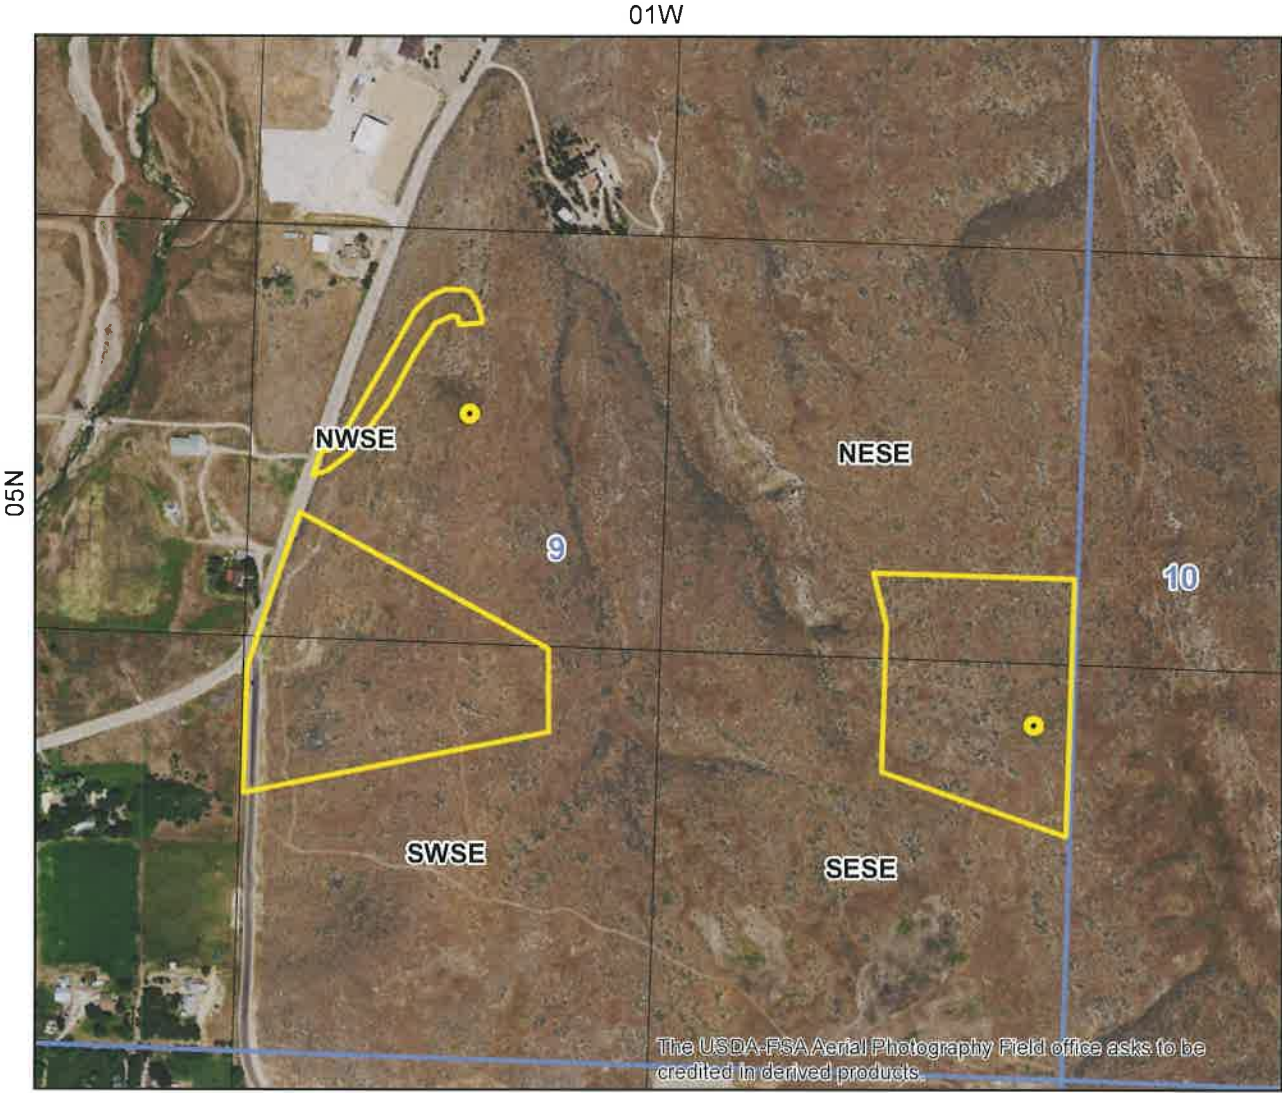 01W
05N
NWSE
NESE
9
10
SWSE
SESE
The USDA-FSA Aerial Photography Field office asks to be
credited in derived products.